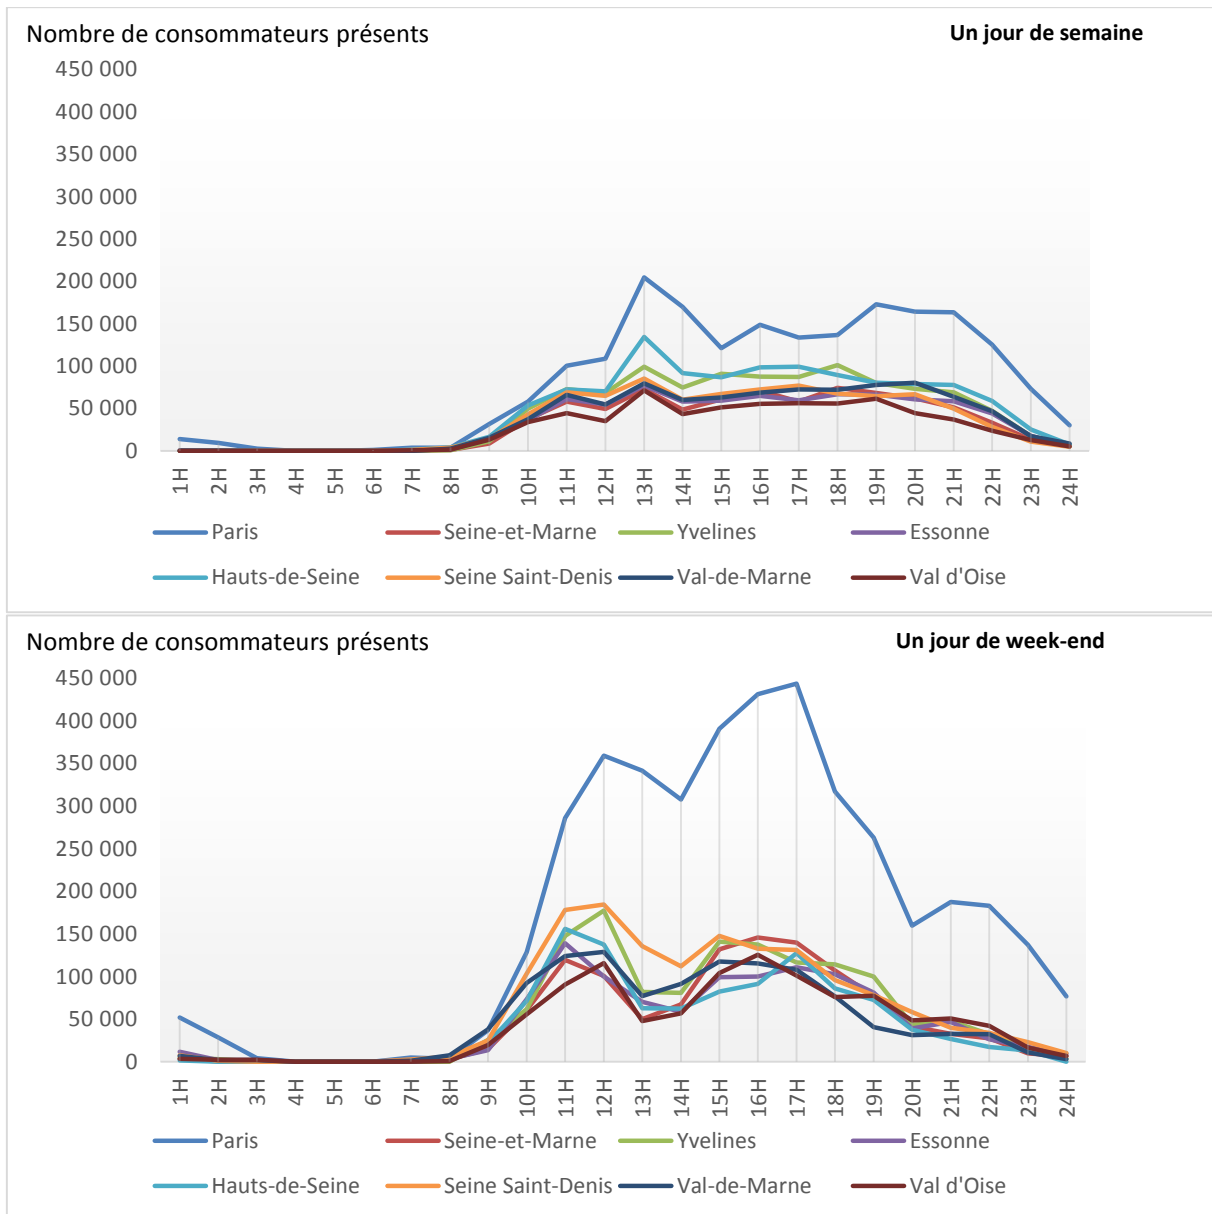 Nombre de consommateurs présents
Un jour de semaine
450 000
400 000
350 000
300 000
250 000
200 000
150 000
100 000
50 000
0
1H 2H 3H 4H 5H 6H 7H 8H 9H 10H 11H 12H 13H 14H 15H 16H 17H 18H 19H 20H 21H 22H 23H 24H
Paris Seine-et-Marne Yvelines Essonne
Hauts-de-Seine Seine Saint-Denis Val-de-Marne Val d'Oise
Nombre de consommateurs présents
Un jour de week-end
450 000
400 000
350 000
300 000
250 000
200 000
150 000
100 000
50 000
0
1H 2H 3H 4H 5H 6H 7H 8H 9H 10H 11H 12H 13H 14H 15H 16H 17H 18H 19H 20H 21H 22H 23H 24H
Paris Seine-et-Marne Yvelines Essonne
Hauts-de-Seine Seine Saint-Denis Val-de-Marne Val d'Oise